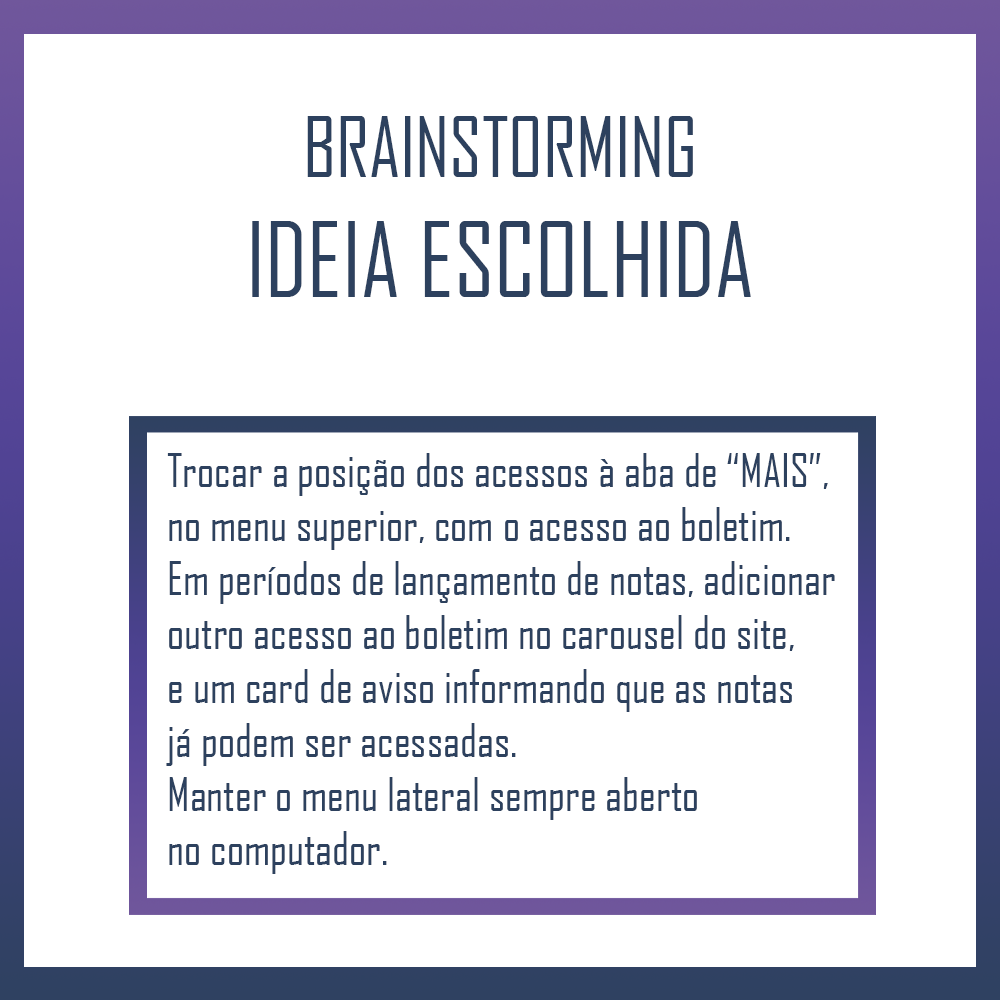 BRAINSTORMING
IDEIA ESCOLHIDA
Trocar a posição dos acessos à aba de “MAIS”,
no menu superior, com o acesso ao boletim.
Em períodos de lançamento de notas, adicionar
outro acesso ao boletim no carousel do site,
e um card de aviso informando que as notas
já podem ser acessadas.
Manter o menu lateral sempre aberto
no computador.